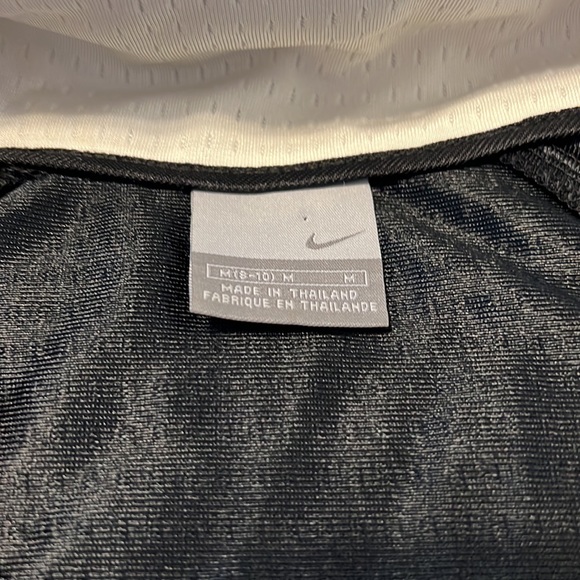 M(8-10) M M
MADE IN THAILAND
FABRIQUE EN THAILANDE